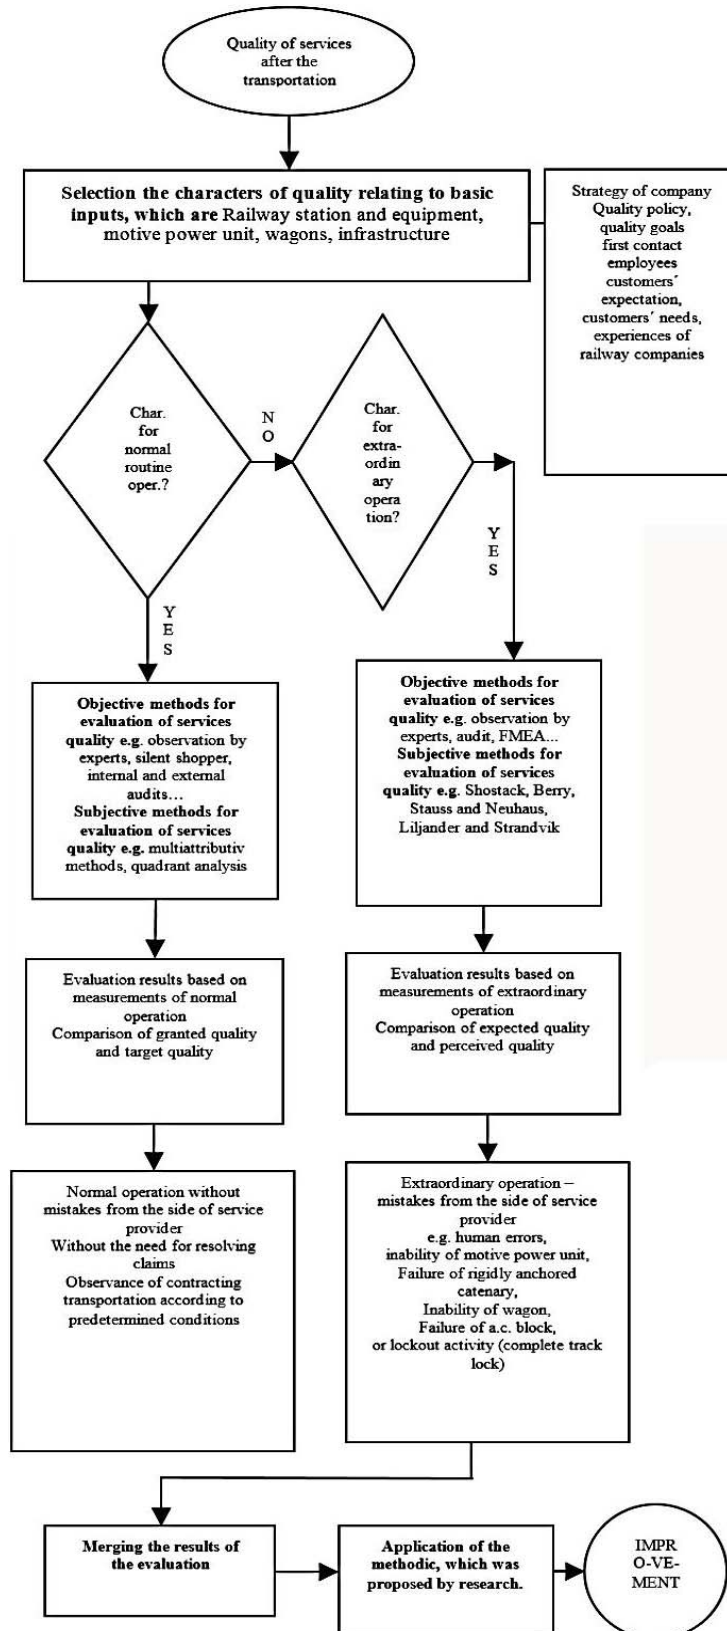 Quality of services
after the
transportation
Selection the characters of quality relating to basic
inputs, which are Railway station and equipment,
motive power unit, wagons, infrastructure
Strategy of company
Quality policy,
quality goals
first contact
employees
customers´
expectation,
customers´ needs,
experiences of
railway companies
Char.
for
normal
routine
oper.?
N
O
Char.
for
extra-
ordin
ary
opera
tion?
Y
E
S
Y
E
S
Objective methods for
evaluation of services
quality e.g. observation by
experts, silent shopper,
internal and external
audits…
Subjective methods for
evaluation of services
quality e.g. multiattributiv
methods, quadrant analysis
Objective methods for
evaluation of services
quality e.g. observation by
experts, audit, FMEA...
Subjective methods for
evaluation of services
quality e.g. Shostack, Berry,
Stauss and Neuhaus,
Liljander and Strandvik
Evaluation results based on
measurements of normal
operation
Comparison of granted quality
and target quality
Evaluation results based on
measurements of extraordinary
operation
Comparison of expected quality
and perceived quality
Normal operation without
mistakes from the side of service
provider
Without the need for resolving
claims
Observance of contracting
transportation according to
predetermined conditions
Extraordinary operation –
mistakes from the side of service
provider
e.g. human errors,
inability of motive power unit,
Failure of rigidly anchored
catenary,
Inability of wagon,
Failure of a.c. block,
or lockout activity (complete track
lock)
Merging the results of
the evaluation
Application of the
methodic, which was
proposed by research.
IMPR
O-VE-
MENT